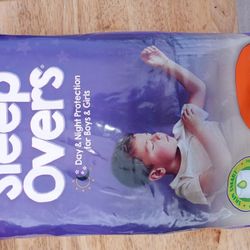 Sleep
Overs®
Day & Night Protection
for Boys & Girls